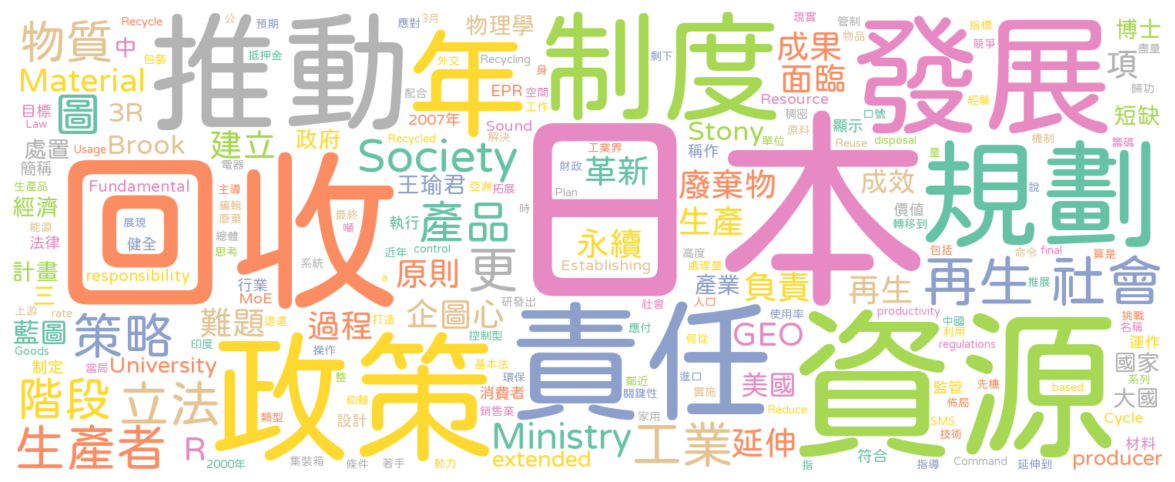 物質
中
推動
公
包裝
抵押金
預期
應對
3月
外交
配合
年
物理學
Recycling
身
空間
工作
制度
剩下
成果
面臨
現實
物品
管制
發展
指標
競爭
經驗
博士
盡量
項
歸功
Recycle
Material
目標
Law
圖
3R
Usage
Brook
建立
政府
2007年
EPR
Sound
解決
Recycled
Resource
稠密
原料
Reuse
口號
顯示
disposal
機制
籌碼
短缺
處置
簡稱
電器
Society
工業界
革新
Plan
財政
Stony
單位
稱作
日本
規劃
量
說
生產品
Fundamental
主導
編輯
廢棄
王瑜君
亞洲
拓展
廢棄物
成效
價值
轉移到
經濟
能源
法律
回收
展現
健全
總體
思考
最終
噸
執行
產品
時
永續
生產
高度
包括
命令
final
算是
responsibility
行業
系統
近年
control
a
更
Establishing
處理量
產業
負責
再生
再生
推展
社會
計畫
三
MoE
原則
研發出
社會
人口
上游
rate
難題
退還
過程
打造
企圖心
控制型
應付
責任
何從
使用率
GEO
productivity
中國
利用
regulations
挑戰
名稱
藍圖
Goods
策略
印度
操作
基本法
資源
運作
制定
當局
University
政策
整
環保
鄰近
關鍵性
進口
實施
美國
監管
先機
佈局
based
國家
系列
大國
階段
立法
類型
仰賴
消費者
銷售業
家用
Reduce
SMS
技術
Cycle
生產者
R
2000年
集裝箱
設計
條件
著手
動力
Ministry
extended
工業
延伸
指
符合
指導
Command
延伸到
材料
producer